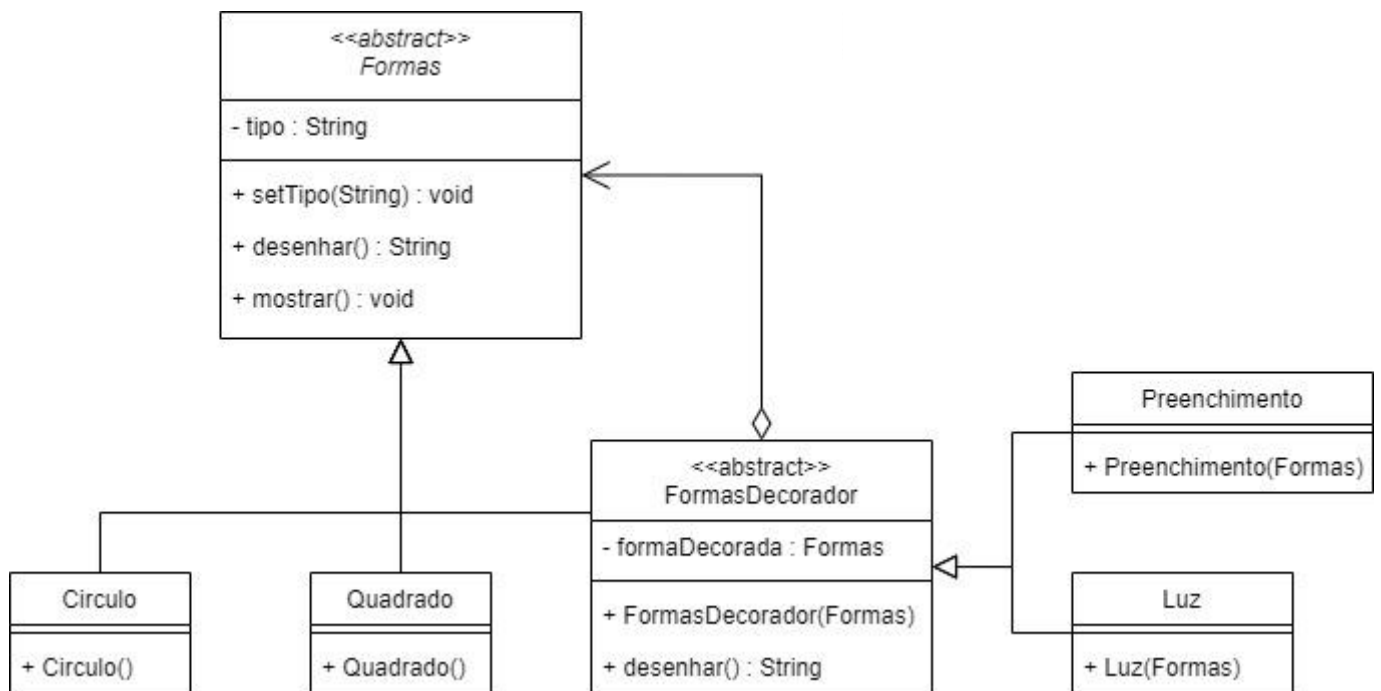 <<abstract>>
Formas
- tipo : String
+ setTipo(String) : void
+ desenhar() : String
+ mostrar() : void
Preenchimento
+ Preenchimento(Formas)
<<abstract>>
FormasDecorador
- formaDecorada : Formas
+ FormasDecorador(Formas)
+ desenhar() : String
Circulo
+ Circulo()
Quadrado
+ Quadrado()
Luz
+ Luz(Formas)